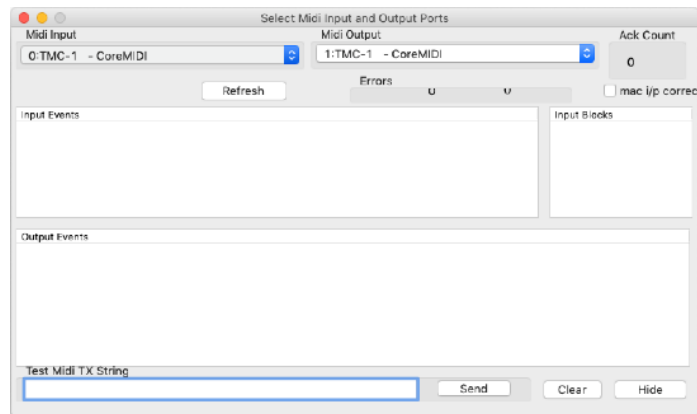 Select Midi Input and Output Ports
Midi Input
Midi Output
Ack Count
0:TMC-1 - CoreMIDI
1:TMC-1 - CoreMIDI
0
Refresh
Errors
0 0
mac i/p correc
Input Events
Input Blocks
Output Events
Test Midi TX String
Send
Clear
Hide